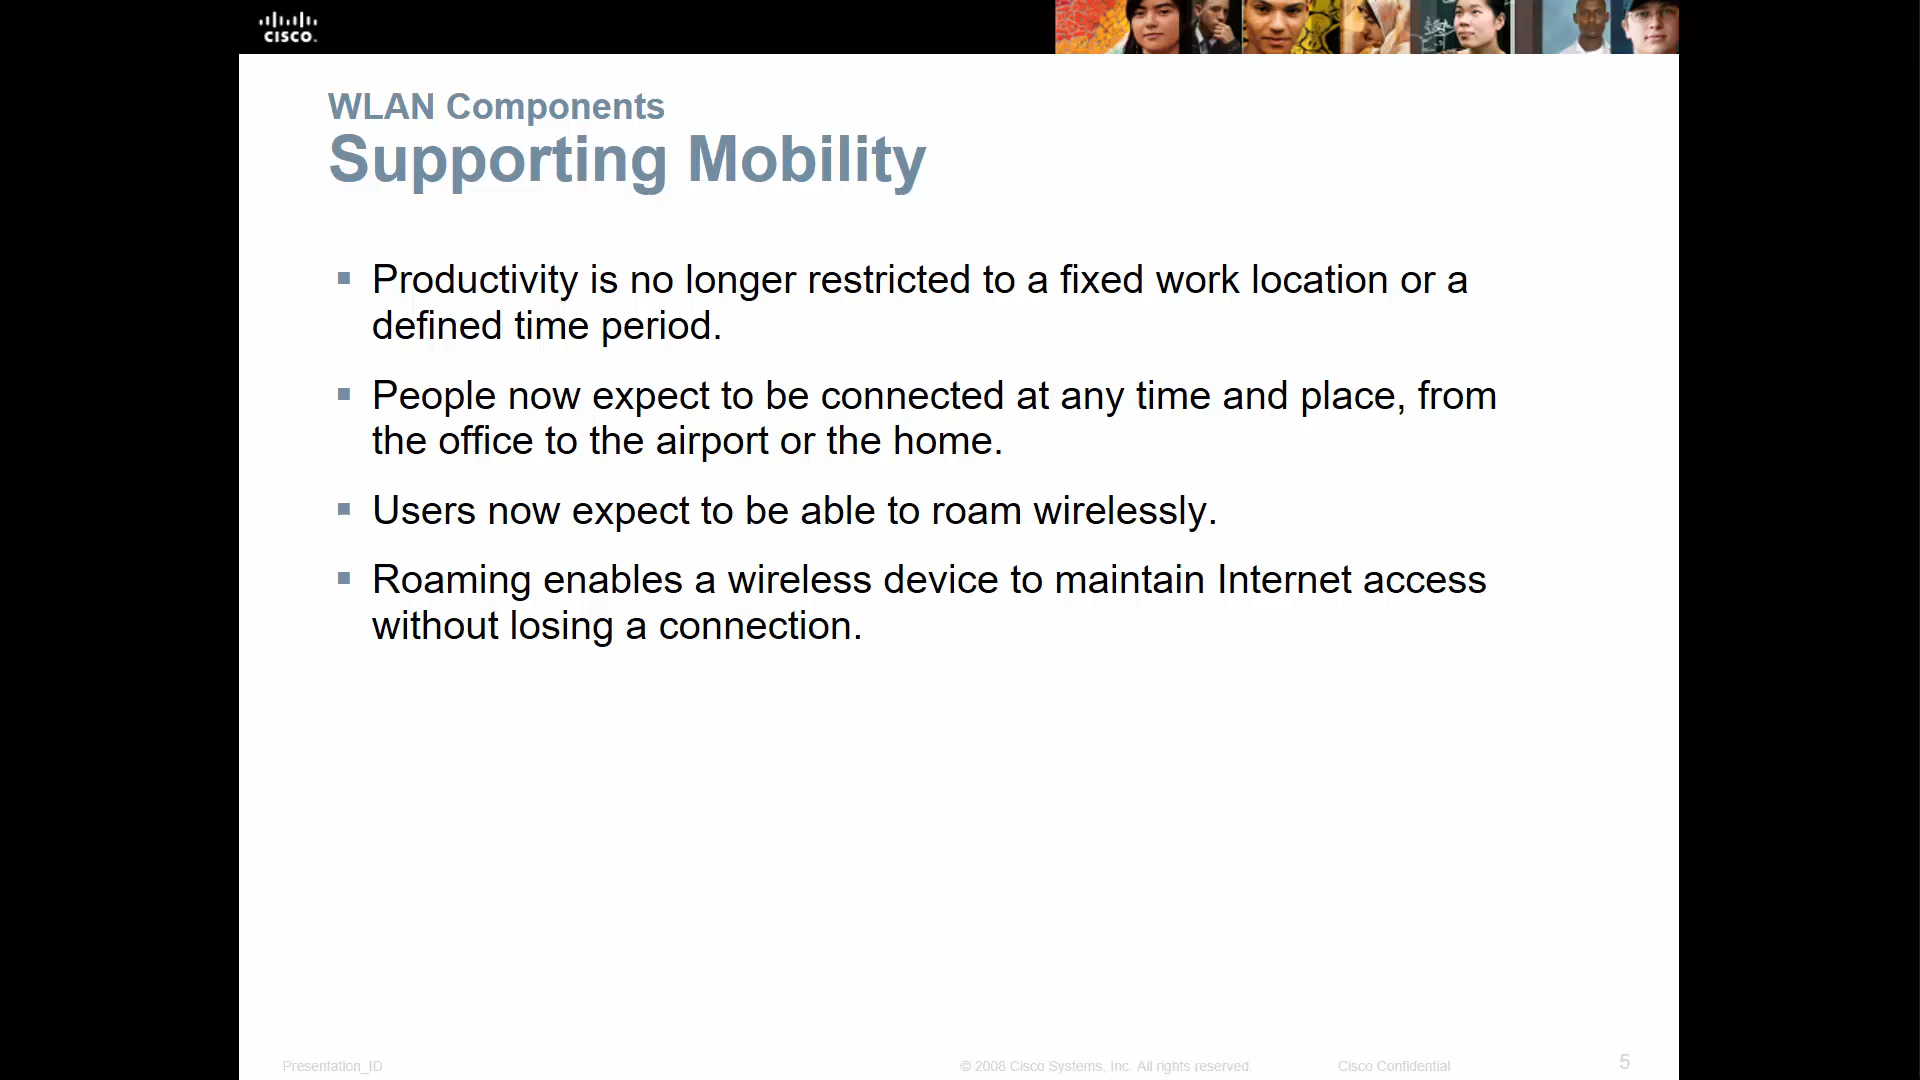 CISCO.
WLAN Components
Supporting Mobility
▪ Productivity is no longer restricted to a fixed work location or a
defined time period.
▪ People now expect to be connected at any time and place, from
the office to the airport or the home.
▪ Users now expect to be able to roam wirelessly.
▪ Roaming enables a wireless device to maintain Internet access
without losing a connection.
Presentation_ID © 2008 Cisco Systems, Inc. All rights reserved. Cisco Confidential 5